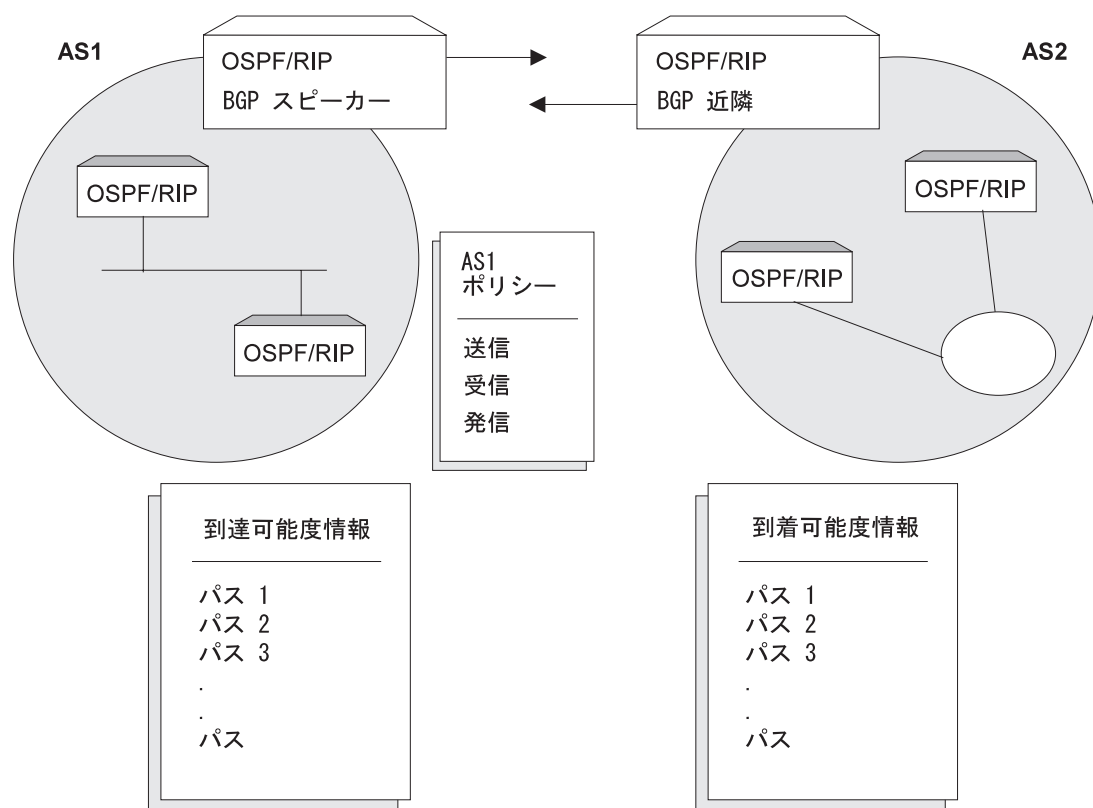 AS1
OSPF/RIP
BGP スピーカー
OSPF/RIP
BGP 近隣
AS2
OSPF/RIP
OSPF/RIP
AS1
ポリシー
送信
受信
発信
OSPF/RIP
OSPF/RIP
到達可能度情報
パス 1
パス 2
パス 3
.
.
パス
到着可能度情報
パス 1
パス 2
パス 3
.
.
パス